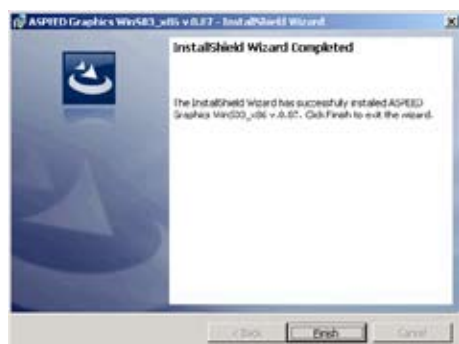 ASPEED Graphics WinS03_x86 v.0.87 - InstallShield Wizard
InstallShield Wizard Completed
The InstallShield Wizard has successfully installed ASPEED
Graphics WinS03_x86 v.0.87. Click Finish to exit the wizard.
< Back
Finish
Cancel